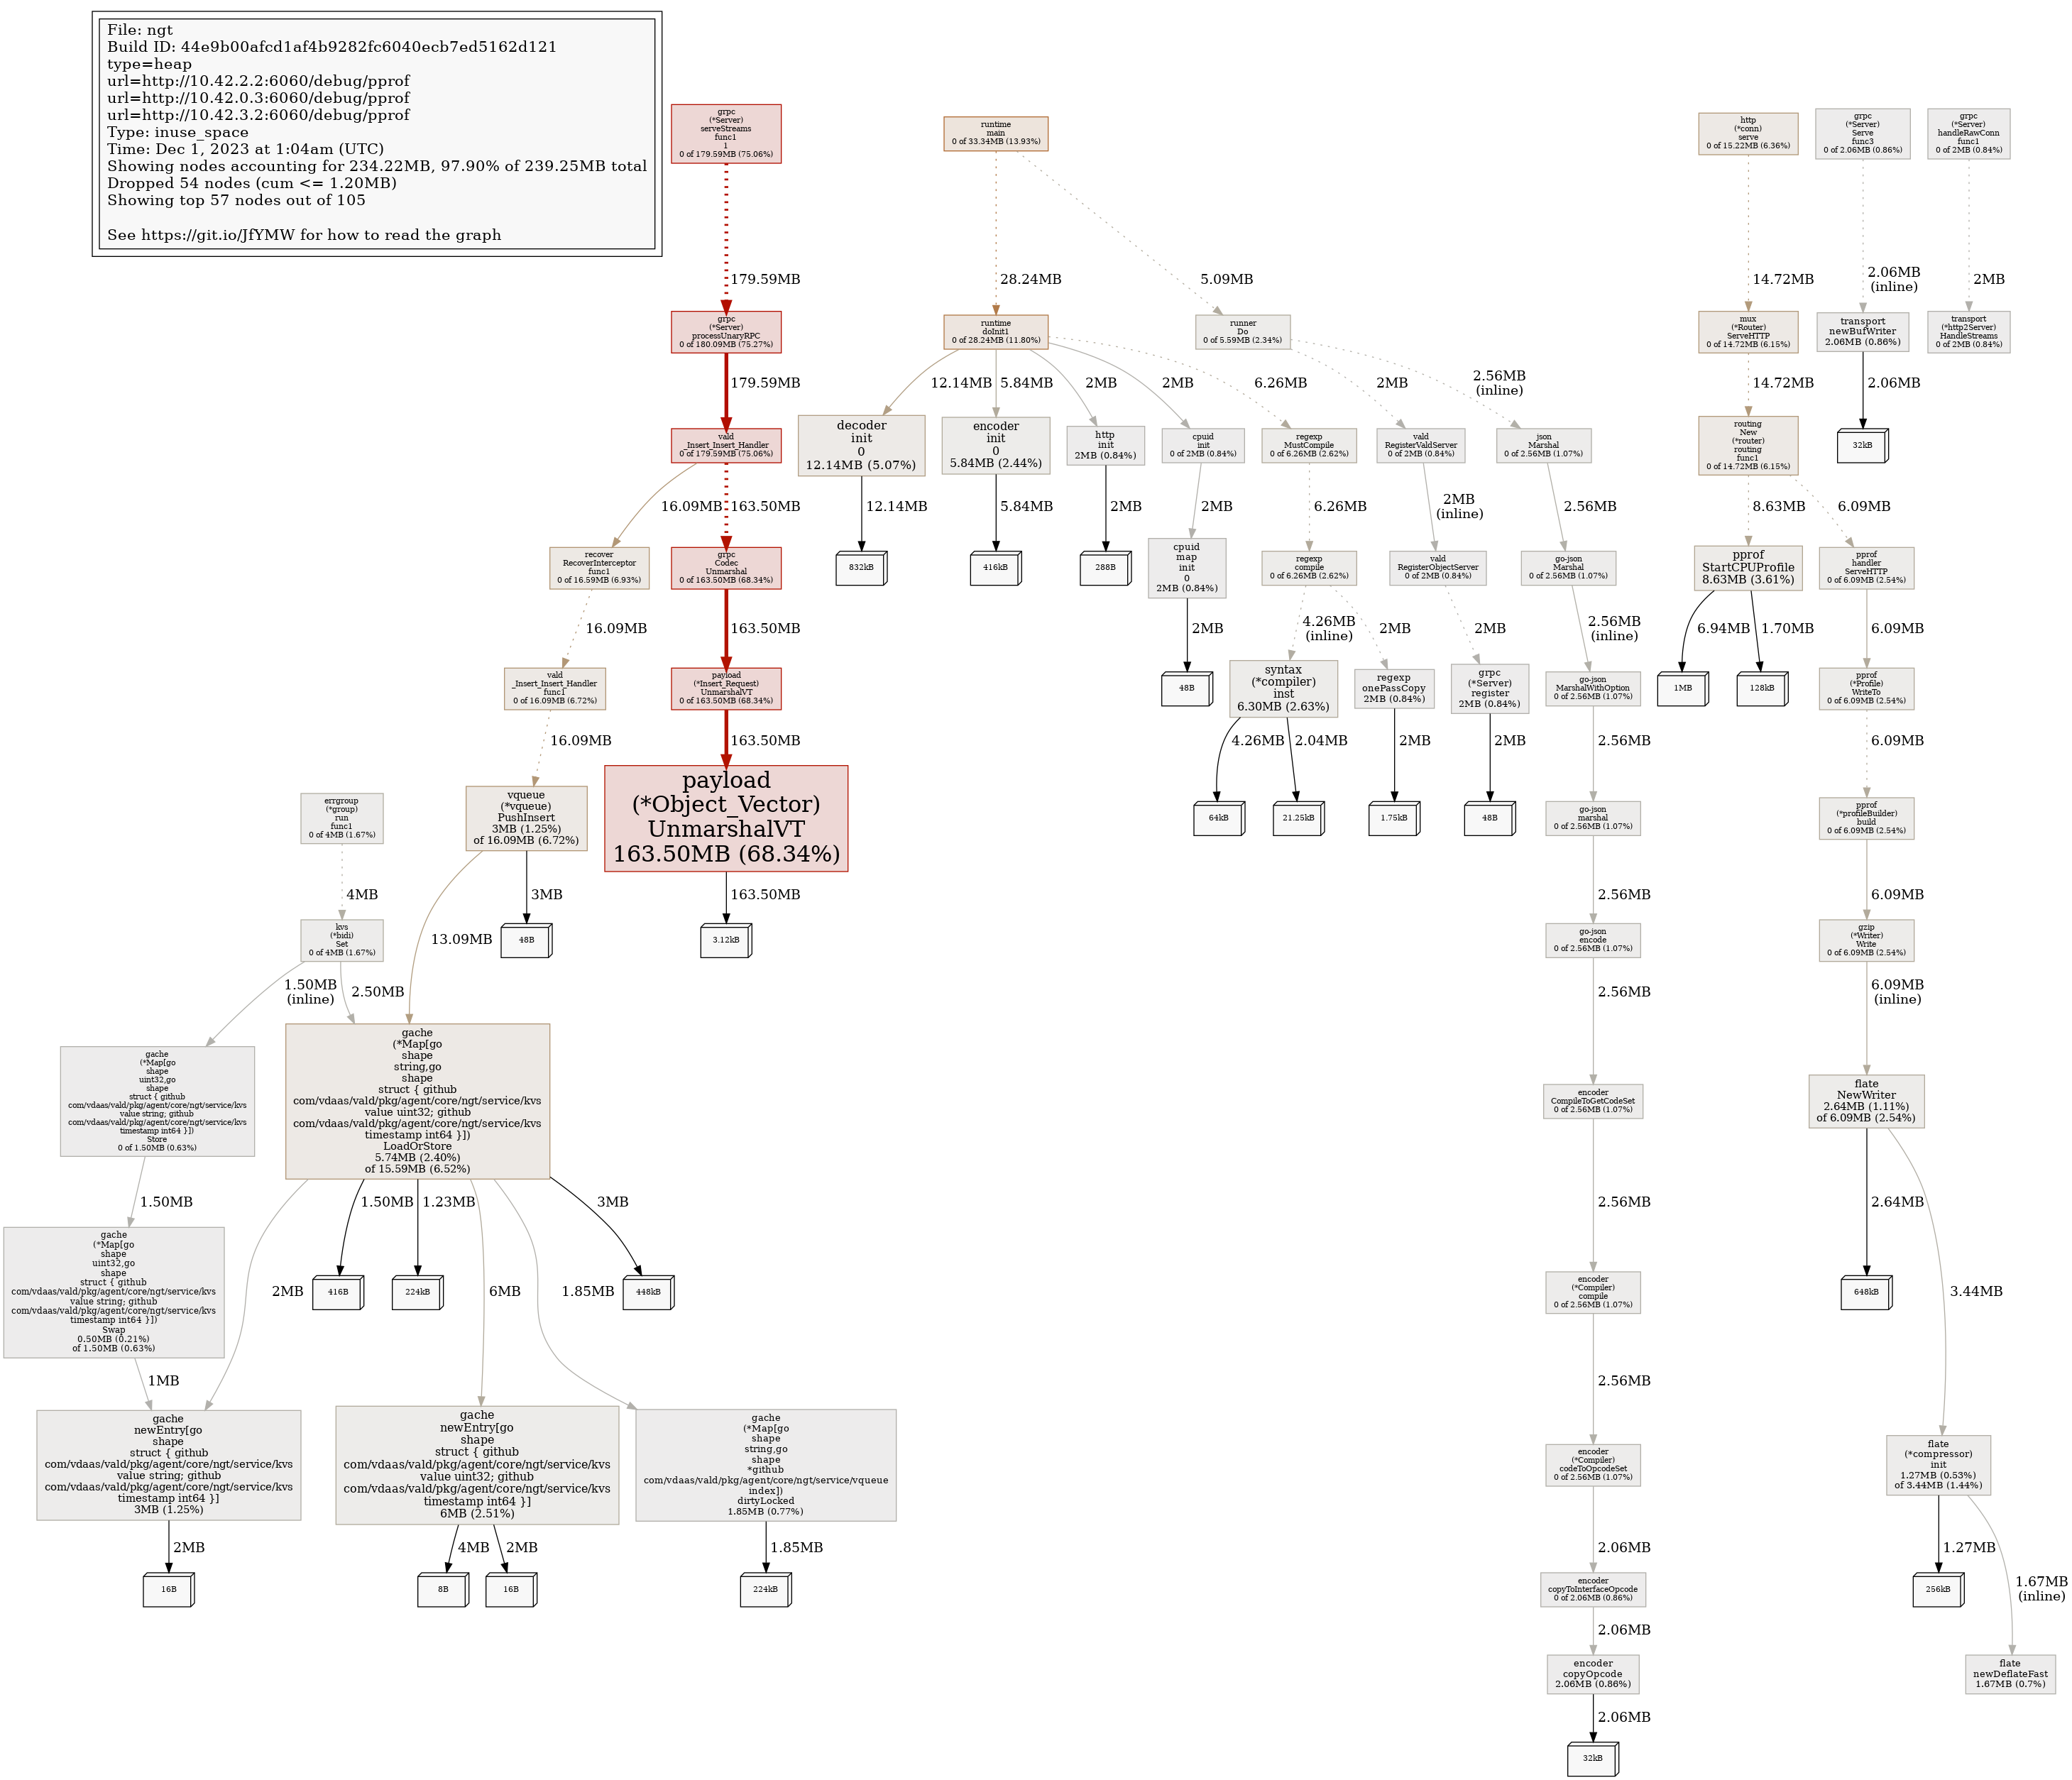 File: ngt
Build ID: 44e9b00afcd1af4b9282fc6040ecb7ed5162d121
type=heap
url=http://10.42.2.2:6060/debug/pprof
url=http://10.42.0.3:6060/debug/pprof
url=http://10.42.3.2:6060/debug/pprof
Type: inuse_space
Time: Dec 1, 2023 at 1:04am (UTC)
Showing nodes accounting for 234.22MB, 97.90% of 239.25MB total
Dropped 54 nodes (cum <= 1.20MB)
Showing top 57 nodes out of 105
See https://git.io/JfYMW for how to read the graph
grpc
(*Server)
serveStreams
func1
1
0 of 179.59MB (75.06%)
runtime
main
0 of 33.34MB (13.93%)
http
(*conn)
serve
0 of 15.22MB (6.36%)
grpc
(*Server)
Serve
func3
0 of 2.06MB (0.86%)
grpc
(*Server)
handleRawConn
func1
0 of 2MB (0.84%)
179.59MB
28.24MB
5.09MB
14.72MB
2.06MB
(inline)
2MB
grpc
(*Server)
processUnaryRPC
0 of 180.09MB (75.27%)
runtime
doInit1
0 of 28.24MB (11.80%)
runner
Do
0 of 5.59MB (2.34%)
mux
(*Router)
ServeHTTP
0 of 14.72MB (6.15%)
transport
newBufWriter
2.06MB (0.86%)
transport
(*http2Server)
HandleStreams
0 of 2MB (0.84%)
179.59MB
12.14MB
5.84MB
2MB
2MB
6.26MB
2MB
2.56MB
(inline)
14.72MB
2.06MB
vald
_Insert_Insert_Handler
0 of 179.59MB (75.06%)
decoder
init
0
12.14MB (5.07%)
encoder
init
0
5.84MB (2.44%)
http
init
2MB (0.84%)
cpuid
init
0 of 2MB (0.84%)
regexp
MustCompile
0 of 6.26MB (2.62%)
vald
RegisterValdServer
0 of 2MB (0.84%)
json
Marshal
0 of 2.56MB (1.07%)
routing
New
(*router)
routing
func1
0 of 14.72MB (6.15%)
32kB
16.09MB
163.50MB
12.14MB
5.84MB
2MB
2MB
6.26MB
2MB
(inline)
2.56MB
8.63MB
6.09MB
recover
RecoverInterceptor
func1
0 of 16.59MB (6.93%)
grpc
Codec
Unmarshal
0 of 163.50MB (68.34%)
832kB
416kB
288B
cpuid
map
init
0
2MB (0.84%)
regexp
compile
0 of 6.26MB (2.62%)
vald
RegisterObjectServer
0 of 2MB (0.84%)
go-json
Marshal
0 of 2.56MB (1.07%)
pprof
StartCPUProfile
8.63MB (3.61%)
pprof
handler
ServeHTTP
0 of 6.09MB (2.54%)
16.09MB
163.50MB
2MB
4.26MB
(inline)
2MB
2MB
2.56MB
(inline)
6.94MB
1.70MB
6.09MB
vald
_Insert_Insert_Handler
func1
0 of 16.09MB (6.72%)
payload
(*Insert_Request)
UnmarshalVT
0 of 163.50MB (68.34%)
48B
syntax
(*compiler)
inst
6.30MB (2.63%)
regexp
onePassCopy
2MB (0.84%)
grpc
(*Server)
register
2MB (0.84%)
go-json
MarshalWithOption
0 of 2.56MB (1.07%)
1MB
128kB
pprof
(*Profile)
WriteTo
0 of 6.09MB (2.54%)
16.09MB
163.50MB
4.26MB
2.04MB
2MB
2MB
2.56MB
6.09MB
errgroup
(*group)
run
func1
0 of 4MB (1.67%)
vqueue
(*vqueue)
PushInsert
3MB (1.25%)
of 16.09MB (6.72%)
payload
(*Object_Vector)
UnmarshalVT
163.50MB (68.34%)
64kB
21.25kB
1.75kB
48B
go-json
marshal
0 of 2.56MB (1.07%)
pprof
(*profileBuilder)
build
0 of 6.09MB (2.54%)
4MB
3MB
163.50MB
2.56MB
6.09MB
kvs
(*bidi)
Set
0 of 4MB (1.67%)
13.09MB
48B
3.12kB
go-json
encode
0 of 2.56MB (1.07%)
gzip
(*Writer)
Write
0 of 6.09MB (2.54%)
1.50MB
(inline)
2.50MB
2.56MB
6.09MB
(inline)
gache
(*Map[go
shape
uint32,go
shape
struct { github
com/vdaas/vald/pkg/agent/core/ngt/service/kvs
value string; github
com/vdaas/vald/pkg/agent/core/ngt/service/kvs
timestamp int64 }])
Store
0 of 1.50MB (0.63%)
gache
(*Map[go
shape
string,go
shape
struct { github
com/vdaas/vald/pkg/agent/core/ngt/service/kvs
value uint32; github
com/vdaas/vald/pkg/agent/core/ngt/service/kvs
timestamp int64 }])
LoadOrStore
5.74MB (2.40%)
of 15.59MB (6.52%)
encoder
CompileToGetCodeSet
0 of 2.56MB (1.07%)
flate
NewWriter
2.64MB (1.11%)
of 6.09MB (2.54%)
1.50MB
1.50MB
1.23MB
3MB
2.56MB
2.64MB
gache
(*Map[go
shape
uint32,go
shape
struct { github
com/vdaas/vald/pkg/agent/core/ngt/service/kvs
value string; github
com/vdaas/vald/pkg/agent/core/ngt/service/kvs
timestamp int64 }])
Swap
0.50MB (0.21%)
of 1.50MB (0.63%)
2MB
416B
224kB
6MB
1.85MB
448kB
encoder
(*Compiler)
compile
0 of 2.56MB (1.07%)
648kB
3.44MB
1MB
2.56MB
gache
newEntry[go
shape
struct { github
com/vdaas/vald/pkg/agent/core/ngt/service/kvs
value string; github
com/vdaas/vald/pkg/agent/core/ngt/service/kvs
timestamp int64 }]
3MB (1.25%)
gache
newEntry[go
shape
struct { github
com/vdaas/vald/pkg/agent/core/ngt/service/kvs
value uint32; github
com/vdaas/vald/pkg/agent/core/ngt/service/kvs
timestamp int64 }]
6MB (2.51%)
gache
(*Map[go
shape
string,go
shape
*github
com/vdaas/vald/pkg/agent/core/ngt/service/vqueue
index])
dirtyLocked
1.85MB (0.77%)
encoder
(*Compiler)
codeToOpcodeSet
0 of 2.56MB (1.07%)
flate
(*compressor)
init
1.27MB (0.53%)
of 3.44MB (1.44%)
2MB
4MB
2MB
1.85MB
2.06MB
1.27MB
16B
8B
16B
224kB
encoder
copyToInterfaceOpcode
0 of 2.06MB (0.86%)
256kB
1.67MB
(inline)
2.06MB
encoder
copyOpcode
2.06MB (0.86%)
flate
newDeflateFast
1.67MB (0.7%)
2.06MB
32kB